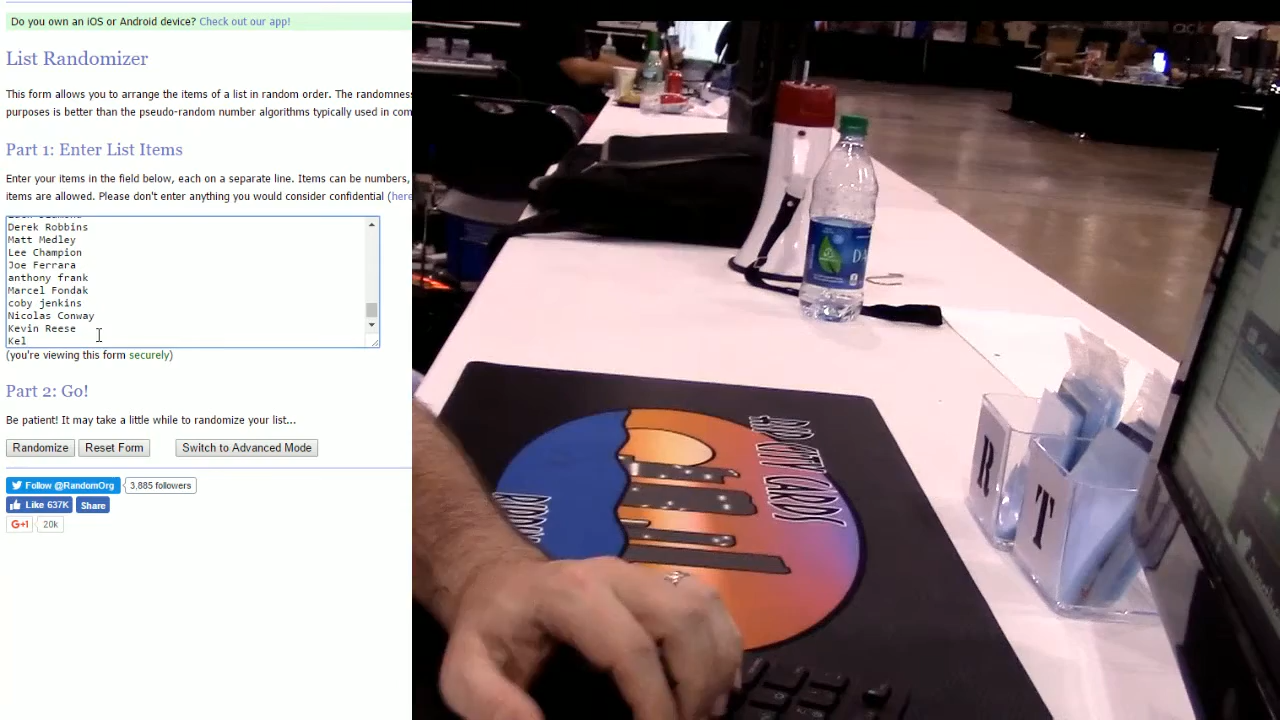 Do you own an iOS or Android device? Check out our app!
List Randomizer
This form allows you to arrange the items of a list in random order. The randomness
purposes is better than the pseudo-random number algorithms typically used in com
Part 1: Enter List Items
Enter your items in the field below, each on a separate line. Items can be numbers,
items are allowed. Please don't enter anything you would consider confidential (here
Derek Robbins
Matt Medley
Lee Champion
Joe Ferrara
anthony frank
Marcel Fondak
coby jenkins
Nicolas Conway
Kevin Reese
Kel
(you're viewing this form securely)
Part 2: Go!
Be patient! It may take a little while to randomize your list...
Randomize
Reset Form
Switch to Advanced Mode
Follow @RandomOrg
3,885 followers
Like 637K
Share
G+1
20k
RIP CITY CARDS
R
T